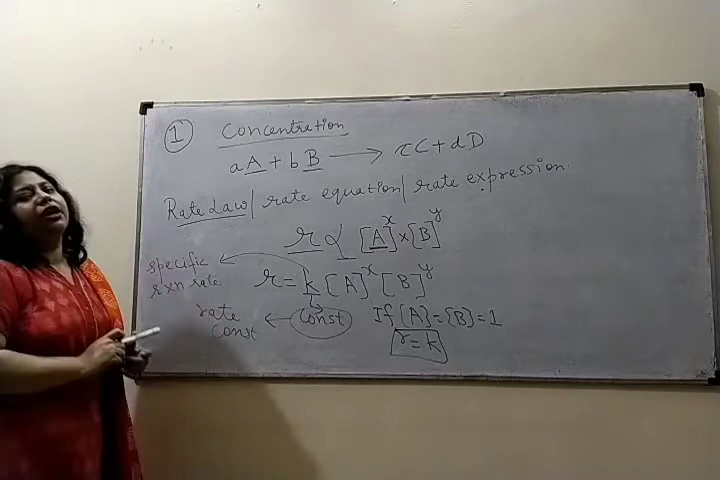 1 Concentration
aA + bB ⟶ cC + dD
Rate Law/ rate equation/ rate expression.
r ∝ [A]^x × [B]^y
specific rxn rate ← r = k [A]^x [B]^y
rate const ← const If [A] = [B] = 1
r = k